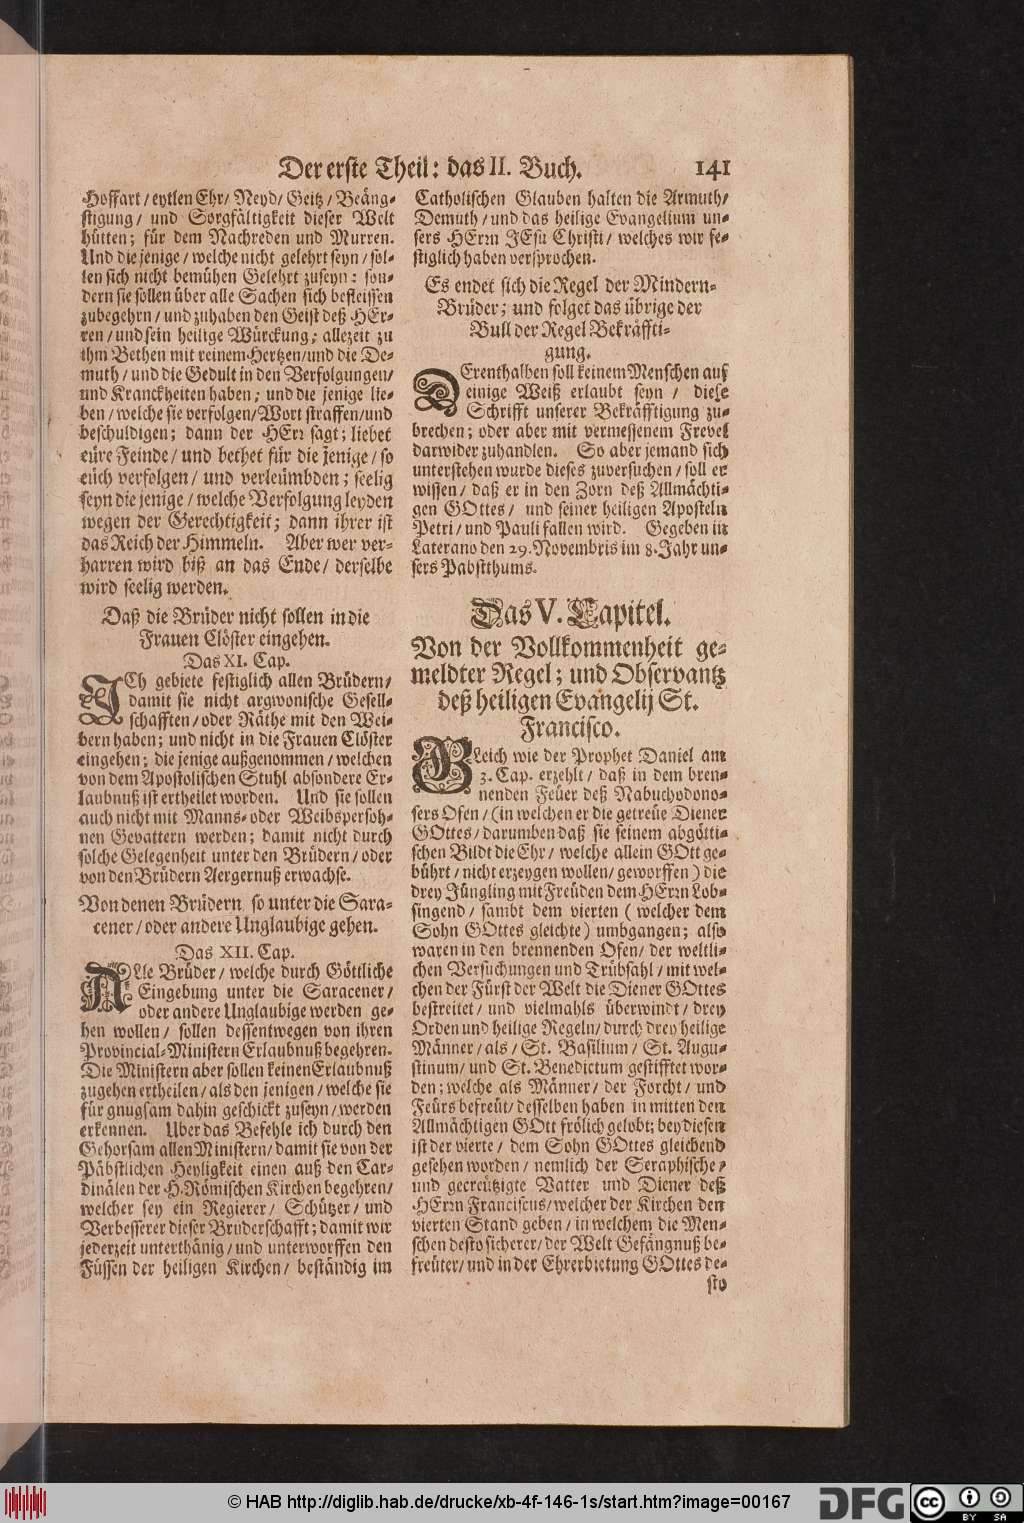 Der erste Theil: das II. Buch. 141
Hoffart / eytlen Ehr / Neyd / Geitz / Beäng-
stigung / und Sorgfältigkeit dieser Welt
hütten; für dem Nachreden und Murren.
Und die jenige / welche nicht gelehrt seyn / sol-
len sich nicht bemühen Gelehrt zuseyn: son-
dern sie sollen über alle Sachen sich befleissen
zubegehrn / und zuhaben den Geist deß HEr-
ren / und sein heilige Würckung; allezeit zu
ihm Bethen mit reinem Hertzen / und die De-
muth / und die Gedult in den Verfolgungen /
und Kranckheiten haben; und die jenige lie-
ben / welche sie verfolgen / Wort straffen / und
beschuldigen; dann der HErr sagt; liebet
eüre Feinde / und bethet für die jenige / so
eüch verfolgen / und verleümbden; seelig
seyn die jenige / welche Verfolgung leyden
wegen der Gerechtigkeit; dann ihrer ist
das Reich der Himmeln. Aber wer ver-
harren wird biß an das Ende / derselbe
wird seelig werden.
Daß die Brüder nicht sollen in die
Frauen Clöster eingehen.
Das XI. Cap.
ICh gebiete festiglich allen Brüdern /
damit sie nicht argwonische Gesell-
schafften / oder Räthe mit den Wei-
bern haben; und nicht in die Frauen Clöster
eingehen; die jenige außgenommen / welchen
von dem Apostolischen Stuhl absondere Er-
laubnuß ist ertheilet worden. Und sie sollen
auch nicht mit Manns- oder Weibspersoh-
nen Gevattern werden; damit nicht durch
solche Gelegenheit unter den Brüdern / oder
von den Brüdern Aergernuß erwachse.
Von denen Brüdern so unter die Sara-
cener / oder andere Unglaubige gehen.
Das XII. Cap.
ALle Brüder / welche durch Göttliche
Eingebung unter die Saracener /
oder andere Unglaubige werden ge-
hen wollen / sollen dessentwegen von ihren
Provincial-Ministern Erlaubnuß begehren.
Die Ministern aber sollen keinen Erlaubnuß
zugehen ertheilen / als den jenigen / welche sie
für gnugsam dahin geschickt zuseyn / werden
erkennen. Uber das Befehle ich durch den
Gehorsam allen Ministern / damit sie von der
Päbstlichen Heyligkeit einen auß den Car-
dinälen der H. Römischen Kirchen begehren /
welcher sey ein Regierer / Schützer / und
Verbesserer dieser Bruderschafft; damit wir
jederzeit unterthänig / und unterworffen den
Füssen der heiligen Kirchen / beständig im
Catholischen Glauben halten die Armuth /
Demuth / und das heilige Evangelium un-
sers HErrn JEsu Christi / welches wir fe-
stiglich haben versprochen.
Es endet sich die Regel der Mindern-
Brüder; und folget das übrige der
Bull der Regel Bekräffti-
gung.
DErenthalben soll keinem Menschen auf
einige Weiß erlaubt seyn / diese
Schrifft unserer Bekräfftigung zu-
brechen; oder aber mit vermessenem Frevel
darwider zuhandlen. So aber jemand sich
unterstehen wurde dieses zuversuchen / soll er
wissen / daß er in den Zorn deß Allmächti-
gen GOttes / und seiner heiligen Aposteln
Petri / und Pauli fallen wird. Gegeben in
Laterano den 29. Novembris im 8. Jahr un-
sers Pabstthums.
Das V. Capitel.
Von der Vollkommenheit ge-
meldter Regel; und Observantz
deß heiligen Evangelij St.
Francisco.
GLeich wie der Prophet Daniel am
3. Cap. erzehlt / daß in dem bren-
nenden Feüer deß Nabuchodono-
sers Ofen / (in welchen er die getreüe Diener
GOttes / darumben daß sie seinem abgötti-
schen Bildt die Ehr / welche allein GOtt ge-
bührt / nicht erzeygen wollen / geworffen) die
drey Jüngling mit Freüden dem HErrn Lob-
singend / sambt dem vierten (welcher dem
Sohn GOttes gleichte) umbgangen; also
waren in den brennenden Ofen / der weltli-
chen Versuchungen und Trübsahl / mit wel-
chen der Fürst der Welt die Diener GOttes
bestreitet / und vielmahls überwindt / drey
Orden und heilige Regeln / durch drey heilige
Männer / als / St. Basilium / St. Augu-
stinum / und St. Benedictum gestifftet wor-
den; welche als Männer / der Forcht / und
Feürs befreüt / desselben haben in mitten den
Allmächtigen GOtt frölich gelobt; bey diesen
ist der vierte / dem Sohn GOttes gleichend
gesehen worden / nemlich der Seraphische /
und gecreützigte Vatter und Diener deß
HErrn Franciscus / welcher der Kirchen den
vierten Stand geben / in welchem die Men-
schen desto sicherer / der Welt Gefängnuß be-
freüter / und in der Ehrerbietung GOttes de-
sto
© HAB http://diglib.hab.de/drucke/xb-4f-146-1s/start.htm?image=00167
DFG
cc BY SA